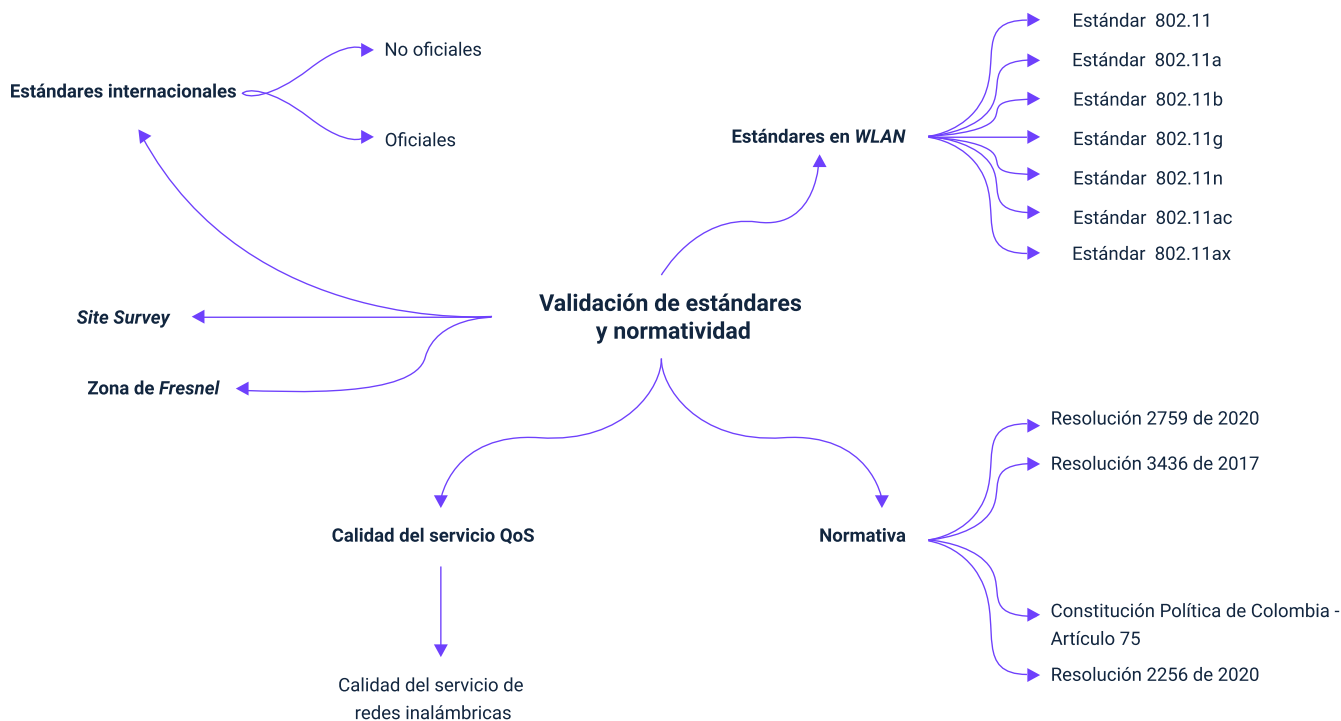 Validación de estándares
y normatividad
Estándares internacionales
No oficiales
Oficiales
Site Survey
Zona de Fresnel
Estándares en WLAN
Estándar 802.11
Estándar 802.11a
Estándar 802.11b
Estándar 802.11g
Estándar 802.11n
Estándar 802.11ac
Estándar 802.11ax
Calidad del servicio QoS
Calidad del servicio de
redes inalámbricas
Normativa
Resolución 2759 de 2020
Resolución 3436 de 2017
Constitución Política de Colombia -
Artículo 75
Resolución 2256 de 2020